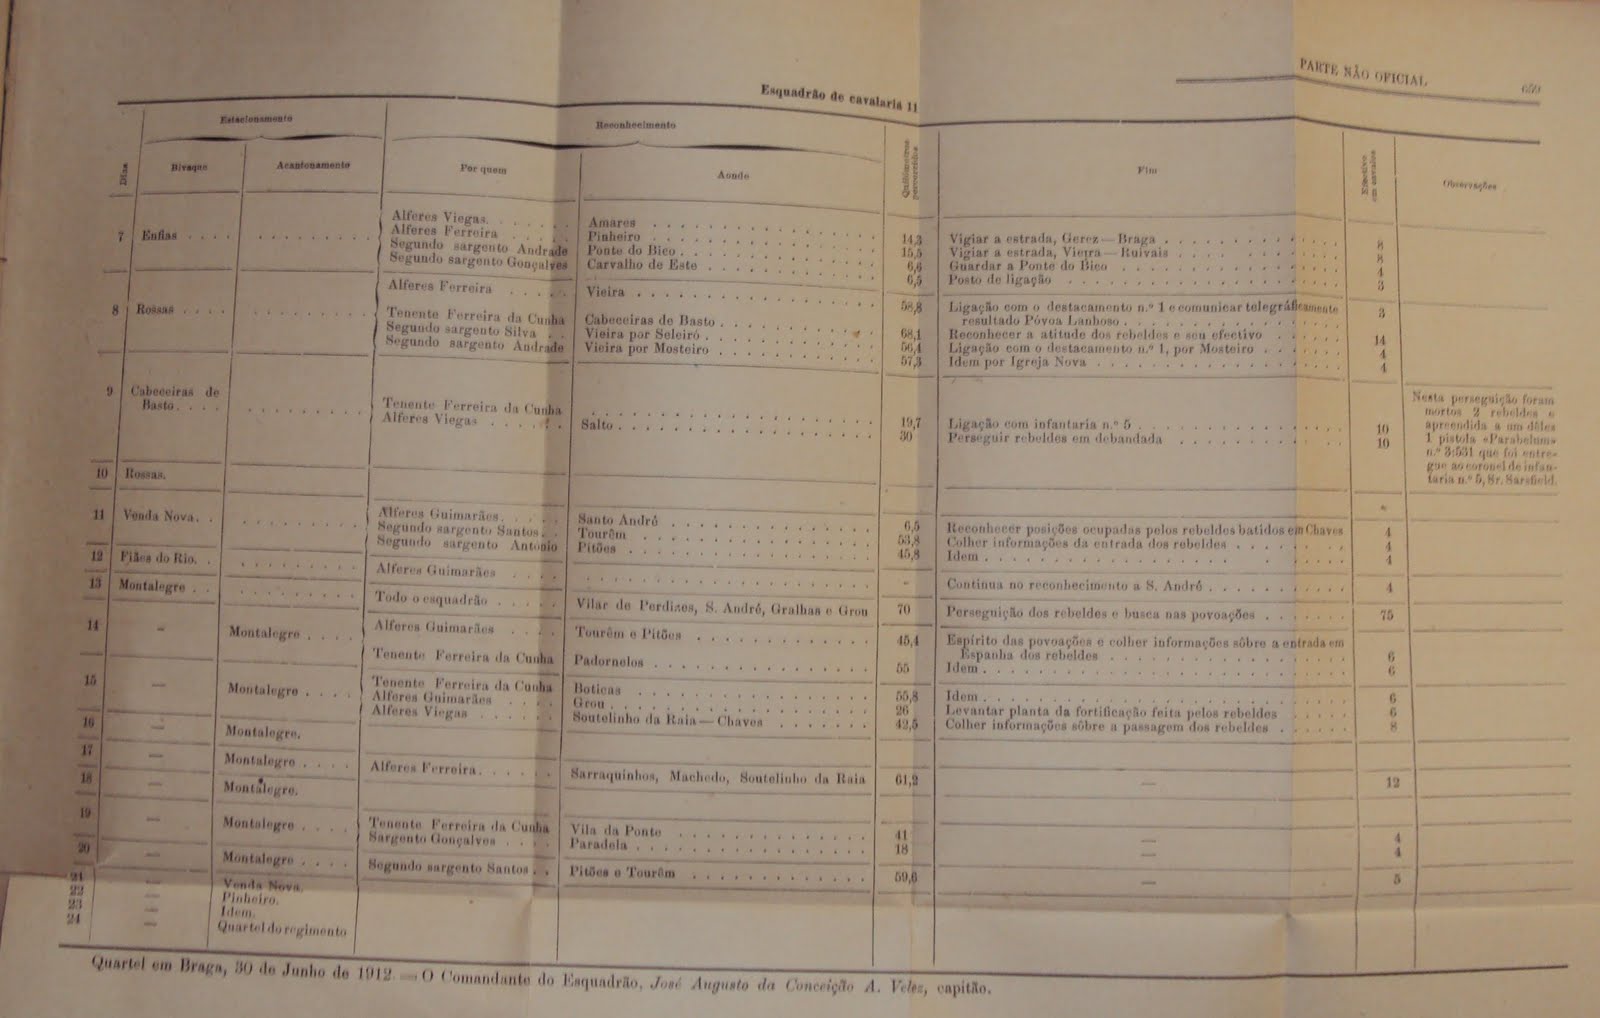 PARTE NÃO OFICIAL 659
Esquadrão de cavalaria 11
Dias Estacionamento Reconhecimento Quilómetros percorridos Fim Efectivo em cavalos Observações
Bivaque Acantonamento Por quem Aonde
7 Enfias . . . . Alferes Viegas. Amares 14,3 Vigiar a estrada, Gerez—Braga 8
Alferes Ferreira Pinheiro 15,5 Vigiar a estrada, Vieira—Ruivais 8
Segundo sargento Andrade Ponte do Bico 6,6 Guardar a Ponte do Bico 4
Segundo sargento Gonçalves Carvalho de Este 6,5 Posto de ligação 3
8 Rossas . . . . Alferes Ferreira Vieira 58,8 Ligação com o destacamento n.º 1 e comunicar telegráficamente
resultado Póvoa Lanhoso 3
Tenente Ferreira da Cunha Cabeceiras de Basto 68,1 Reconhecer a atitude dos rebeldes e seu efectivo 14
Segundo sargento Silva Vieira por Seleiró 56,4 Ligação com o destacamento n.º 1, por Mosteiro 4
Segundo sargento Andrade Vieira por Mosteiro 57,3 Idem por Igreja Nova 4
9 Cabeceiras de
Basto. . . . Tenente Ferreira da Cunha 19,7 Ligação com infantaria n.º 5 10
Alferes Viegas Salto 30 Perseguir rebeldes em debandada 10
Nesta perseguição foram
mortos 2 rebeldes e
apreendida a um dêles
1 pistola «Parabelum»
n.º 3:531 que foi entre-
gue ao coronel de infan-
taria n.º 5, Sr. Sarsfield.
10 Rossas.
11 Venda Nova. . Alferes Guimarães. Santo André 6,5 Reconhecer posições ocupadas pelos rebeldes batidos em Chaves 4
Segundo sargento Santos. Tourêm 53,8 Colher informações da entrada dos rebeldes 4
Segundo sargento António Pitões 45,8 Idem 4
12 Fiães do Rio. . Alferes Guimarães - Continua no reconhecimento a S. André 4
13 Montalegre . . Todo o esquadrão Vilar de Perdizes, S. André, Gralhas e Grou 70 Perseguição dos rebeldes e busca nas povoações 75
14 — Montalegre . . . . Alferes Guimarães Tourêm e Pitões 45,4 Espírito das povoações e colher informações sôbre a entrada em
Espanha dos rebeldes 6
Tenente Ferreira da Cunha Padornelos 55 Idem 6
15 — Montalegre . . . . Tenente Ferreira da Cunha Boticas 55,8 Idem 6
Alferes Guimarães Grou 26 Levantar planta da fortificação feita pelos rebeldes 6
Alferes Viegas Soutelinho da Raia—Chaves 42,5 Colher informações sôbre a passagem dos rebeldes 8
16 — Montalegre.
17 — Montalegre . . . . Alferes Ferreira. Sarraquinhos, Machedo, Soutelinho da Raia 61,2 — 12
18 — Montalegre.
19 — Montalegre . . . . Tenente Ferreira da Cunha Vila da Ponte 41 — 4
Sargento Gonçalves Paradela 18 — 4
20 — Montalegre . . . . Segundo sargento Santos. . Pitões e Tourêm 59,6 — 5
21 — Venda Nova.
22 — Pinheiro.
23 — Idem.
24 — Quartel do regimento
Quartel em Braga, 30 de Junho de 1912. — O Comandante do Esquadrão, José Augusto da Conceição A. Velez, capitão.